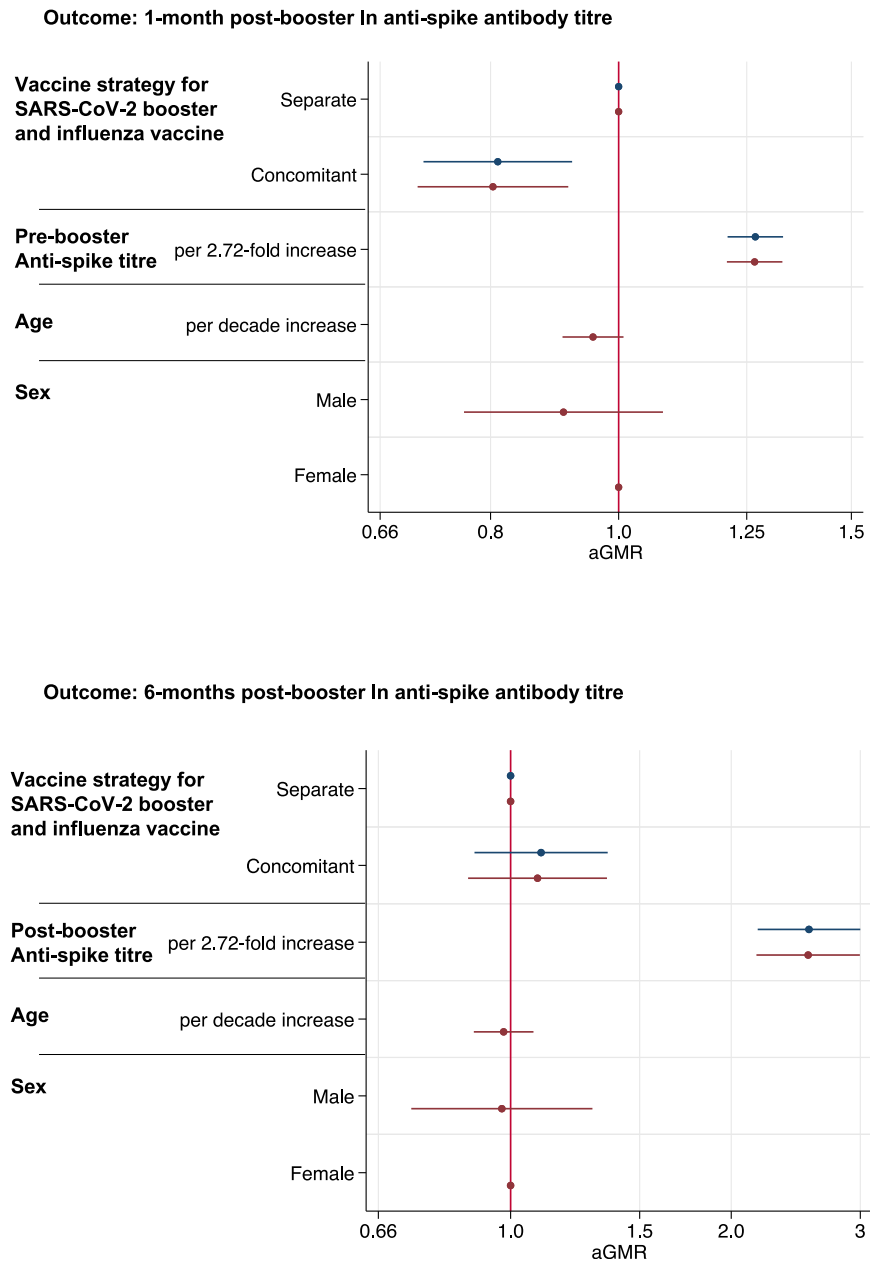 Outcome: 1-month post-booster ln anti-spike antibody titre
Vaccine strategy for
SARS-CoV-2 booster
and influenza vaccine
Separate
Concomitant
Pre-booster
Anti-spike titre
per 2.72-fold increase
Age
per decade increase
Sex
Male
Female
0.66 0.8 1.0 1.25 1.5
aGMR
Outcome: 6-months post-booster ln anti-spike antibody titre
Vaccine strategy for
SARS-CoV-2 booster
and influenza vaccine
Separate
Concomitant
Post-booster
Anti-spike titre
per 2.72-fold increase
Age
per decade increase
Sex
Male
Female
0.66 1.0 1.5 2.0 3
aGMR